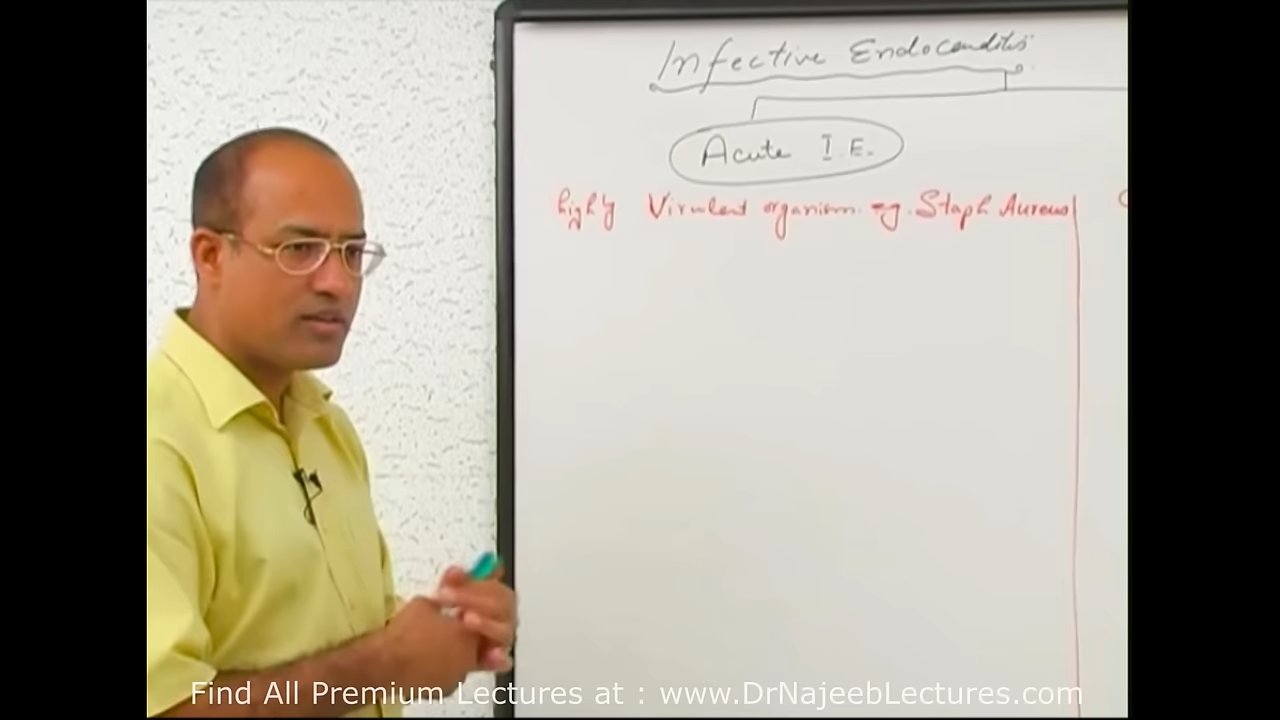 Infective Endocarditis
Acute I.E.
highly Virulent organism eg. Staph Aureus
Find All Premium Lectures at : www.DrNajeebLectures.com